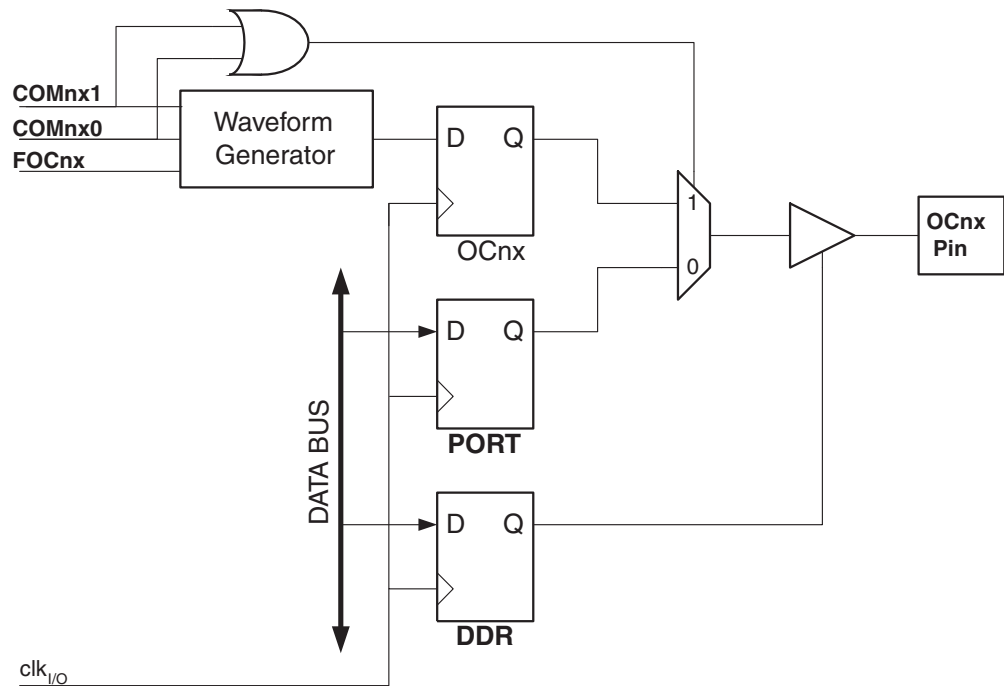 COMnx1
COMnx0
FOCnx
Waveform
Generator
D Q
OCnx
1
0
OCnx
Pin
D Q
PORT
DATA BUS
D Q
DDR
clkI/O